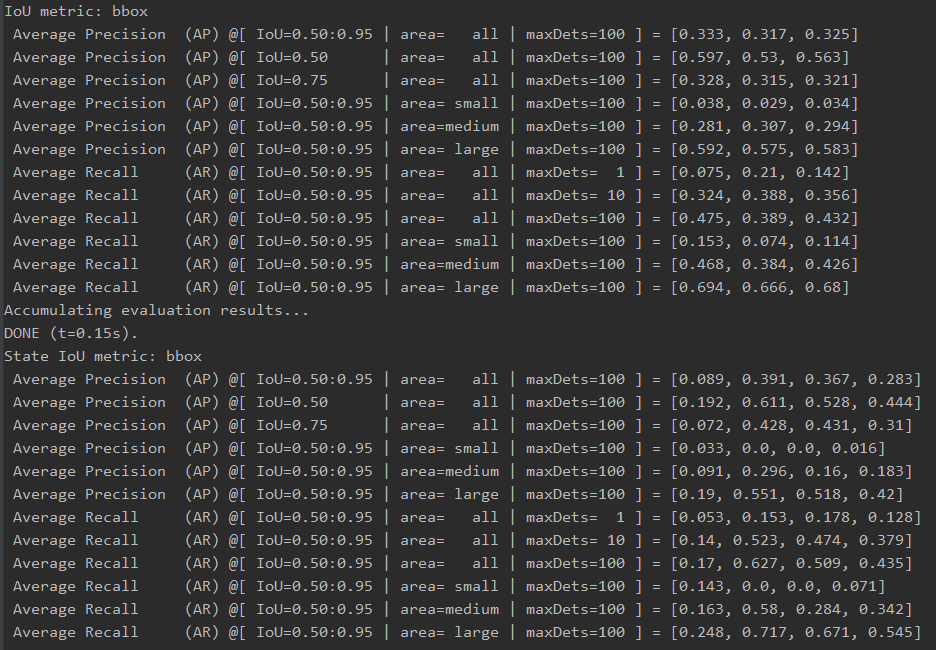 IoU metric: bbox
 Average Precision  (AP) @[ IoU=0.50:0.95 | area=   all | maxDets=100 ] = [0.333, 0.317, 0.325]
 Average Precision  (AP) @[ IoU=0.50      | area=   all | maxDets=100 ] = [0.597, 0.53, 0.563]
 Average Precision  (AP) @[ IoU=0.75      | area=   all | maxDets=100 ] = [0.328, 0.315, 0.321]
 Average Precision  (AP) @[ IoU=0.50:0.95 | area= small | maxDets=100 ] = [0.038, 0.029, 0.034]
 Average Precision  (AP) @[ IoU=0.50:0.95 | area=medium | maxDets=100 ] = [0.281, 0.307, 0.294]
 Average Precision  (AP) @[ IoU=0.50:0.95 | area= large | maxDets=100 ] = [0.592, 0.575, 0.583]
 Average Recall     (AR) @[ IoU=0.50:0.95 | area=   all | maxDets=  1 ] = [0.075, 0.21, 0.142]
 Average Recall     (AR) @[ IoU=0.50:0.95 | area=   all | maxDets= 10 ] = [0.324, 0.388, 0.356]
 Average Recall     (AR) @[ IoU=0.50:0.95 | area=   all | maxDets=100 ] = [0.475, 0.389, 0.432]
 Average Recall     (AR) @[ IoU=0.50:0.95 | area= small | maxDets=100 ] = [0.153, 0.074, 0.114]
 Average Recall     (AR) @[ IoU=0.50:0.95 | area=medium | maxDets=100 ] = [0.468, 0.384, 0.426]
 Average Recall     (AR) @[ IoU=0.50:0.95 | area= large | maxDets=100 ] = [0.694, 0.666, 0.68]
Accumulating evaluation results...
DONE (t=0.15s).
State IoU metric: bbox
 Average Precision  (AP) @[ IoU=0.50:0.95 | area=   all | maxDets=100 ] = [0.089, 0.391, 0.367, 0.283]
 Average Precision  (AP) @[ IoU=0.50      | area=   all | maxDets=100 ] = [0.192, 0.611, 0.528, 0.444]
 Average Precision  (AP) @[ IoU=0.75      | area=   all | maxDets=100 ] = [0.072, 0.428, 0.431, 0.31]
 Average Precision  (AP) @[ IoU=0.50:0.95 | area= small | maxDets=100 ] = [0.033, 0.0, 0.0, 0.016]
 Average Precision  (AP) @[ IoU=0.50:0.95 | area=medium | maxDets=100 ] = [0.091, 0.296, 0.16, 0.183]
 Average Precision  (AP) @[ IoU=0.50:0.95 | area= large | maxDets=100 ] = [0.19, 0.551, 0.518, 0.42]
 Average Recall     (AR) @[ IoU=0.50:0.95 | area=   all | maxDets=  1 ] = [0.053, 0.153, 0.178, 0.128]
 Average Recall     (AR) @[ IoU=0.50:0.95 | area=   all | maxDets= 10 ] = [0.14, 0.523, 0.474, 0.379]
 Average Recall     (AR) @[ IoU=0.50:0.95 | area=   all | maxDets=100 ] = [0.17, 0.627, 0.509, 0.435]
 Average Recall     (AR) @[ IoU=0.50:0.95 | area= small | maxDets=100 ] = [0.143, 0.0, 0.0, 0.071]
 Average Recall     (AR) @[ IoU=0.50:0.95 | area=medium | maxDets=100 ] = [0.163, 0.58, 0.284, 0.342]
 Average Recall     (AR) @[ IoU=0.50:0.95 | area= large | maxDets=100 ] = [0.248, 0.717, 0.671, 0.545]